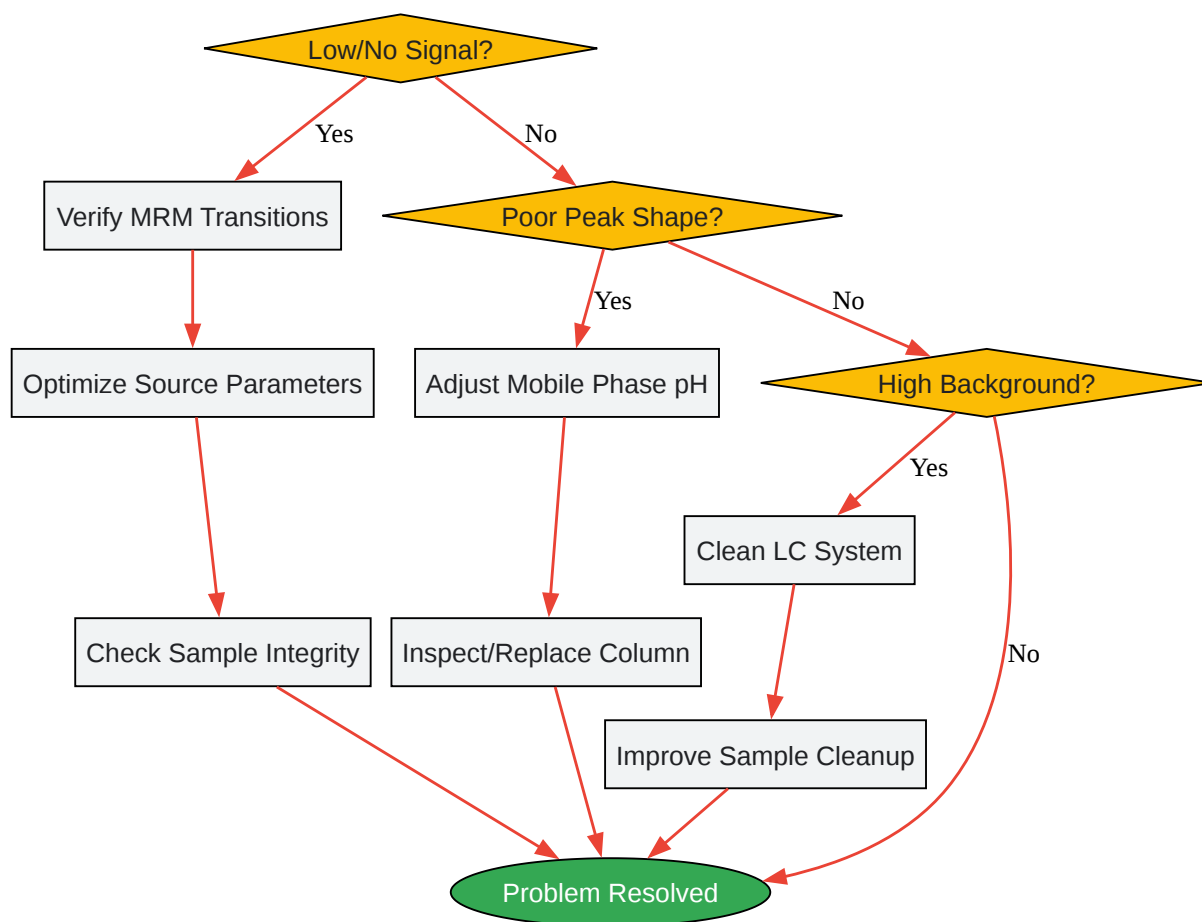 Low/No Signal?
Yes
No
Verify MRM Transitions
Poor Peak Shape?
Yes
No
Optimize Source Parameters
Adjust Mobile Phase pH
High Background?
Yes
Clean LC System
Check Sample Integrity
Inspect/Replace Column
No
Improve Sample Cleanup
Problem Resolved